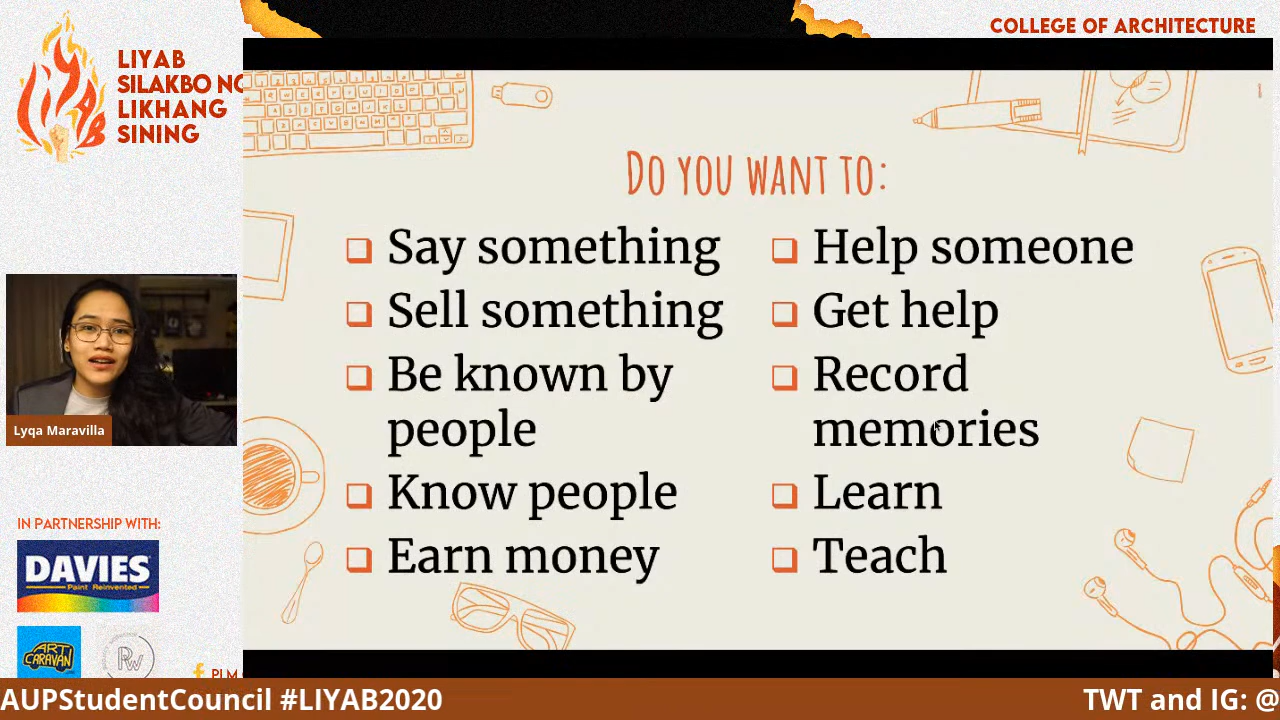 COLLEGE OF ARCHITECTURE
LIYAB
SILAKBO NG
LIKHANG
SINING
Do you want to:
Say something
Sell something
Be known by
people
Know people
Earn money
Help someone
Get help
Record
memories
Learn
Teach
Lyqa Maravilla
IN PARTNERSHIP WITH:
DAVIES
Paint Reinvented
ART
CARAVAN
PW
PLM
AUPStudentCouncil #LIYAB2020
TWT and IG: @